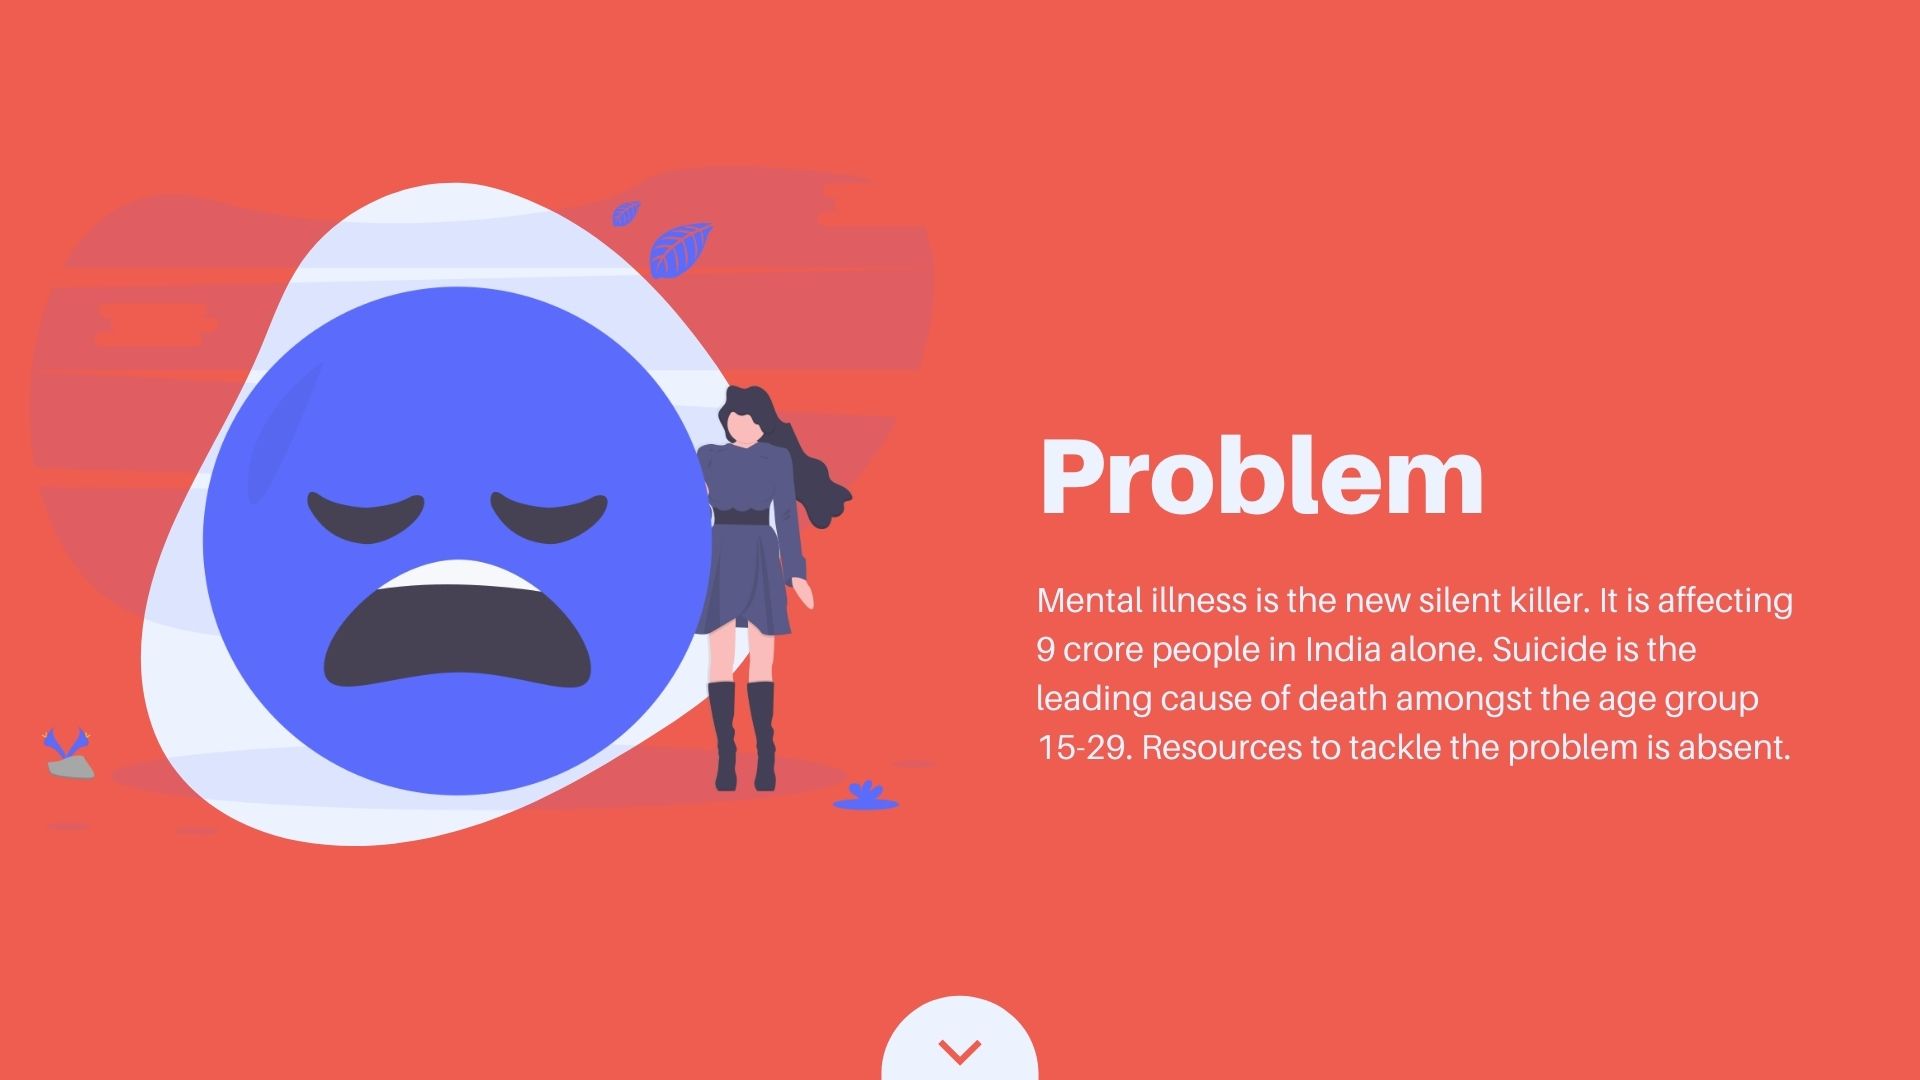 Problem
Mental illness is the new silent killer. It is affecting
9 crore people in India alone. Suicide is the
leading cause of death amongst the age group
15-29. Resources to tackle the problem is absent.